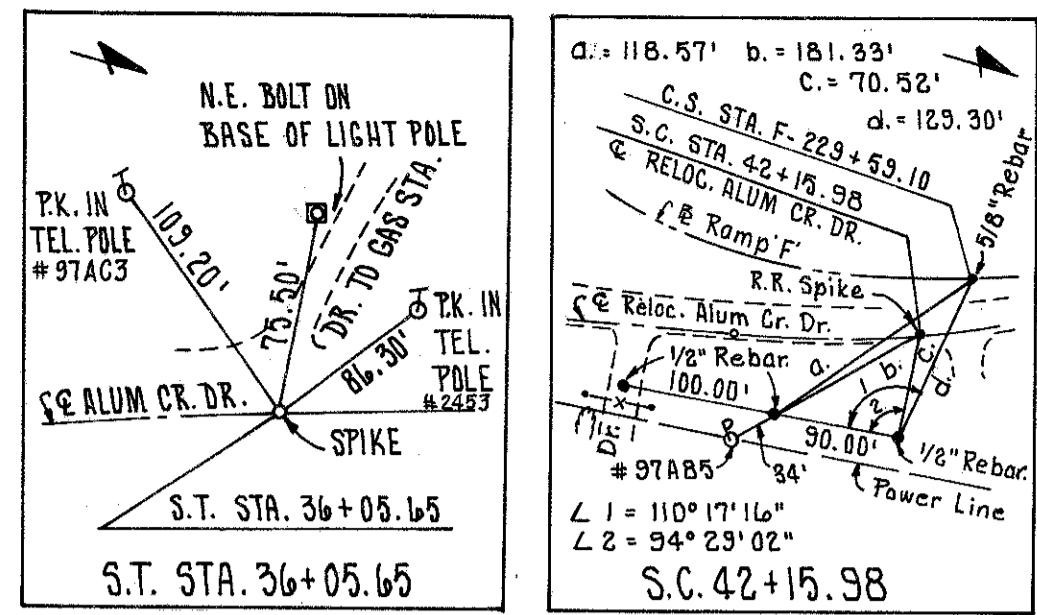 N.E. BOLT ON
BASE OF LIGHT POLE
P.K. IN
TEL. POLE
# 97AC3
109.20'
75.50'
(DR. TO GAS STA.
86.30'
P.K. IN
TEL.
POLE
#2453
℄ ALUM CR. DR.
SPIKE
S.T. STA. 36+05.65
S.T. STA. 36+05.65
a. = 118.57' b. = 181.33'
c. = 70.52'
d. = 129.30'
C.S. STA. F-229+59.10
S.C. STA. 42+15.98
℄ RELOC. ALUM CR. DR.
Ramp 'F'
5/8" Rebar
R.R. Spike
℄ Reloc. Alum Cr. Dr.
1/2" Rebar.
100.00'
a.
b.
c.
d.
1
2
x
90.00'
Dr.
P
# 97AB5
34'
1/2" Rebar.
Power Line
∠ 1 = 110° 17' 16"
∠ 2 = 94° 29' 02"
S.C. 42+15.98